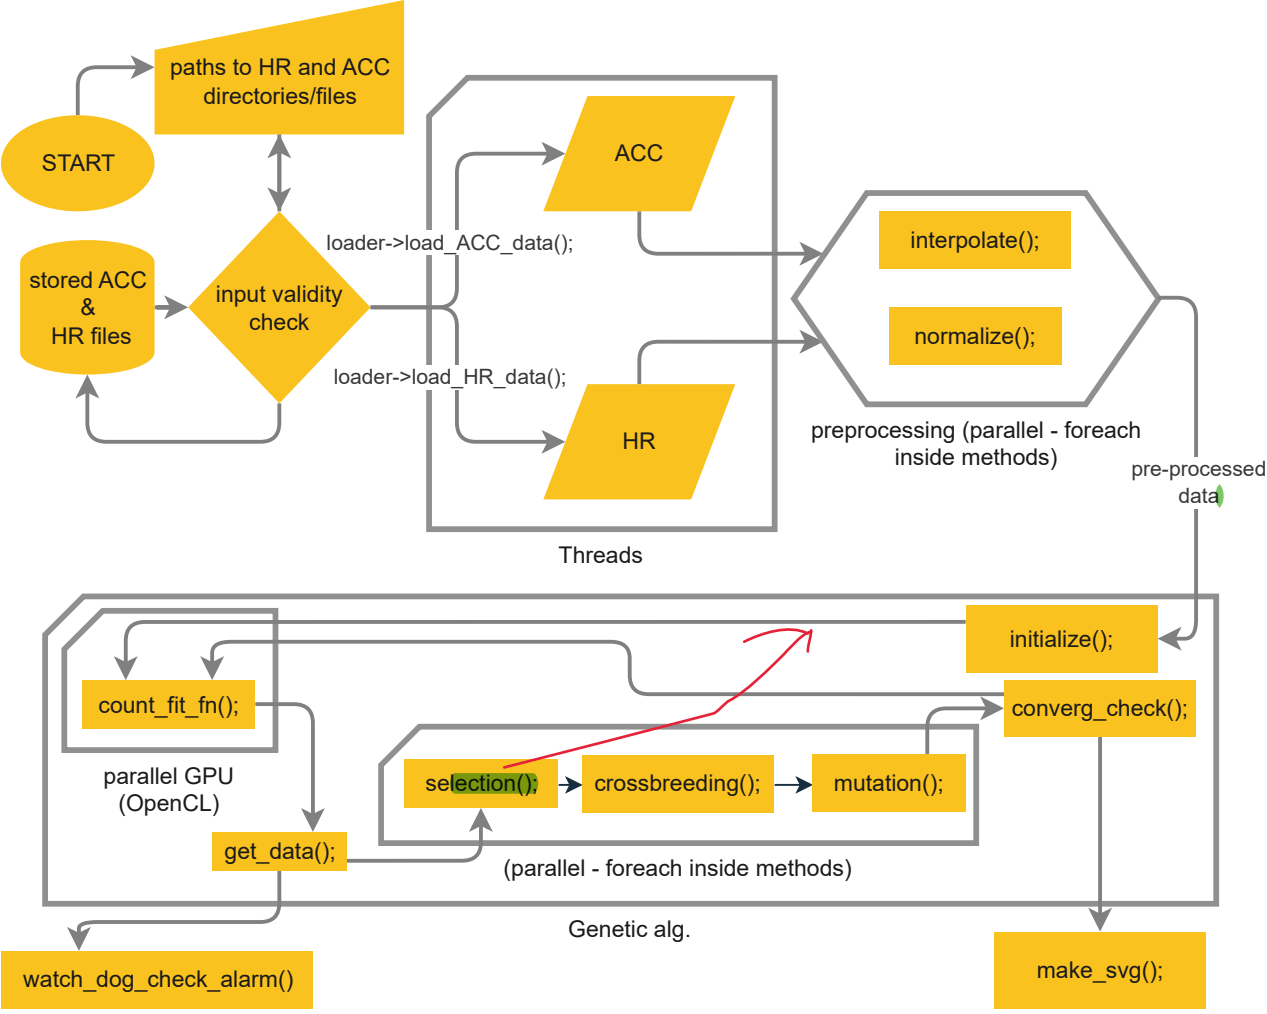 paths to HR and ACC
directories/files
START
ACC
loader->load_ACC_data();
interpolate();
stored ACC
&
HR files
input validity
check
normalize();
loader->load_HR_data();
HR
preprocessing (parallel - foreach
inside methods)
pre-processed
data
Threads
initialize();
count_fit_fn();
converg_check();
parallel GPU
(OpenCL)
selection();
crossbreeding();
mutation();
get_data();
(parallel - foreach inside methods)
Genetic alg.
watch_dog_check_alarm()
make_svg();